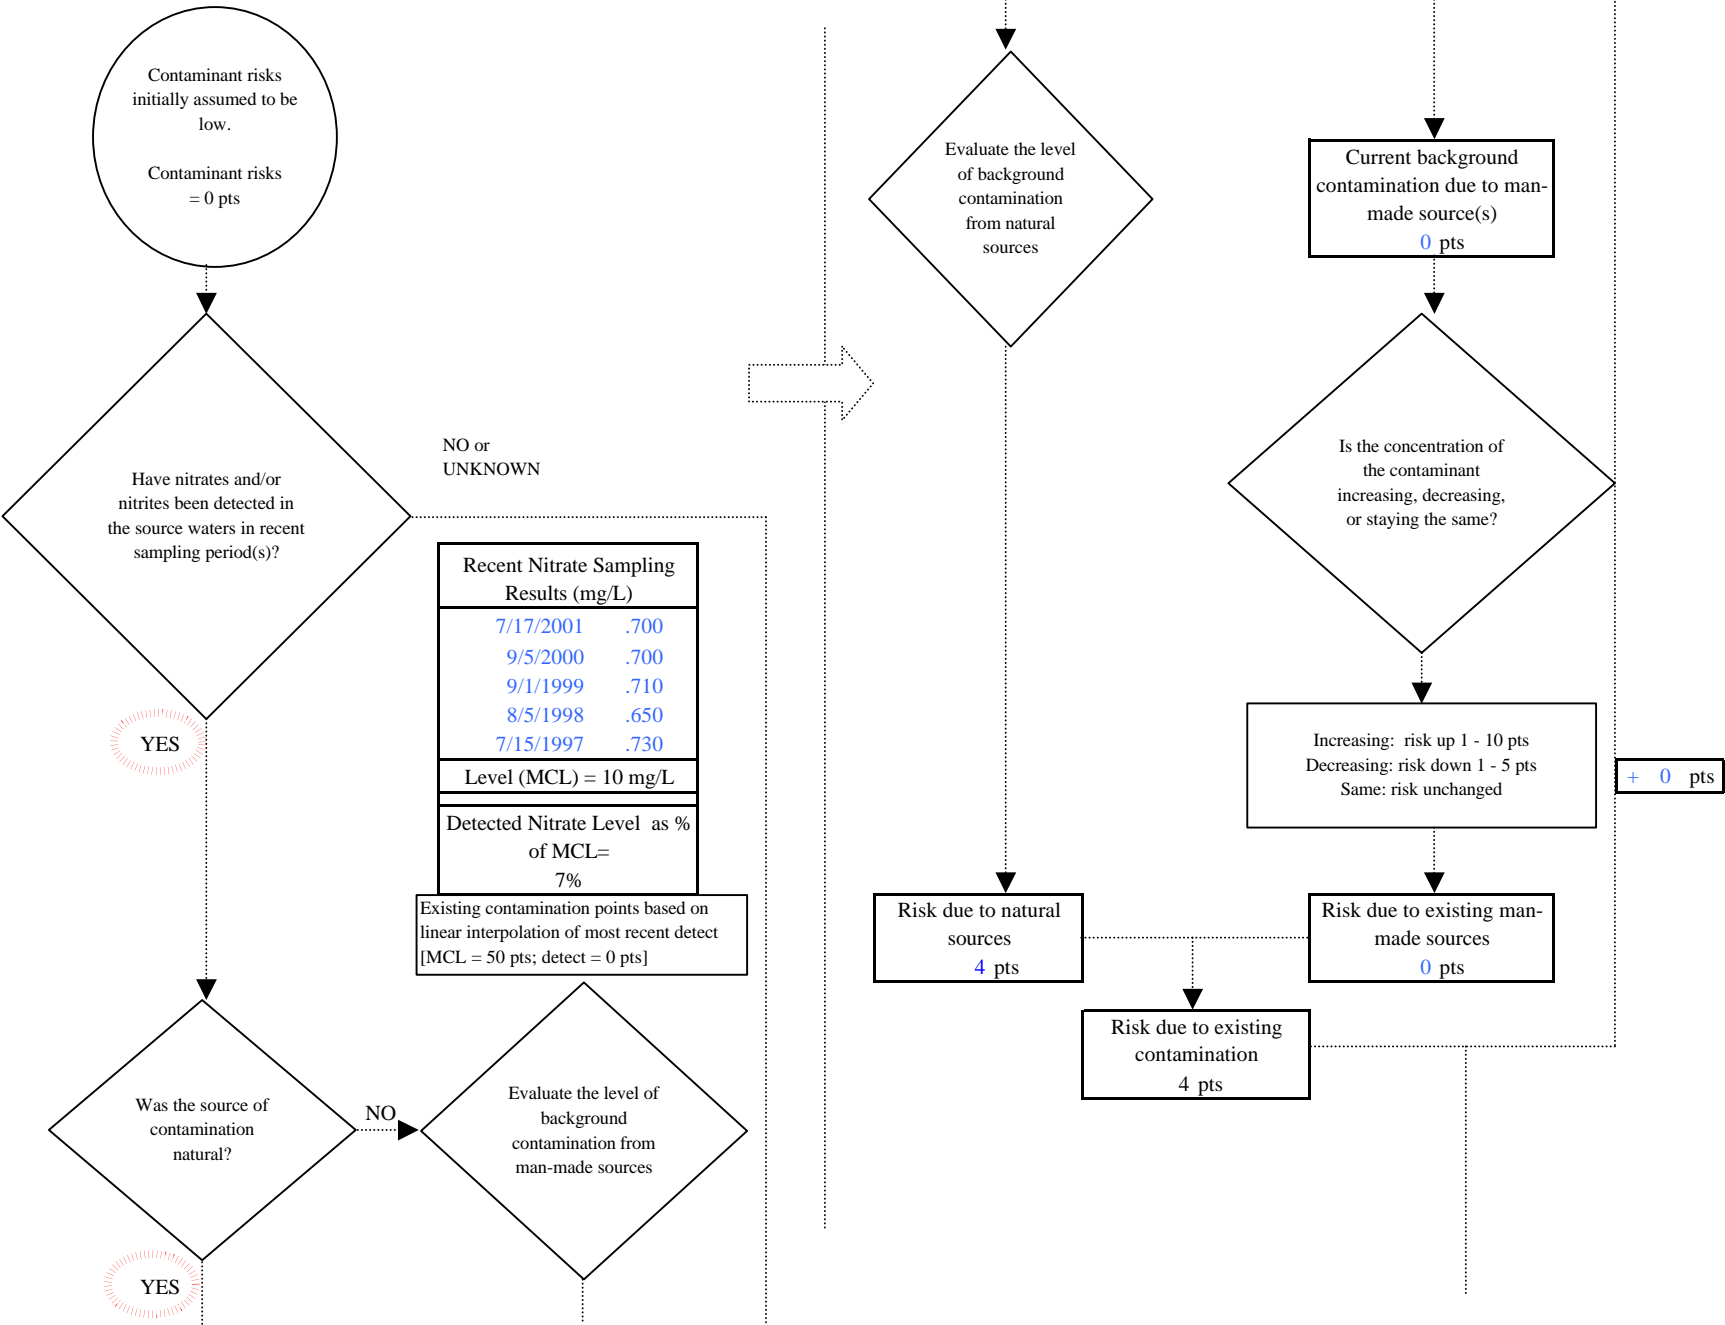 Contaminant risks
initially assumed to be
low.
Contaminant risks
= 0 pts
Have nitrates and/or
nitrites been detected in
the source waters in recent
sampling period(s)?
NO or
UNKNOWN
YES
Recent Nitrate Sampling
Results (mg/L)
7/17/2001 .700
9/5/2000 .700
9/1/1999 .710
8/5/1998 .650
7/15/1997 .730
Level (MCL) = 10 mg/L
Detected Nitrate Level as %
of MCL=
7%
Existing contamination points based on
linear interpolation of most recent detect
[MCL = 50 pts; detect = 0 pts]
Was the source of
contamination
natural?
NO
Evaluate the level of
background
contamination from
man-made sources
YES
Evaluate the level
of background
contamination
from natural
sources
Current background
contamination due to man-
made source(s)
0 pts
Is the concentration of
the contaminant
increasing, decreasing,
or staying the same?
Increasing: risk up 1 - 10 pts
Decreasing: risk down 1 - 5 pts
Same: risk unchanged
+ 0 pts
Risk due to natural
sources
4 pts
Risk due to existing man-
made sources
0 pts
Risk due to existing
contamination
4 pts